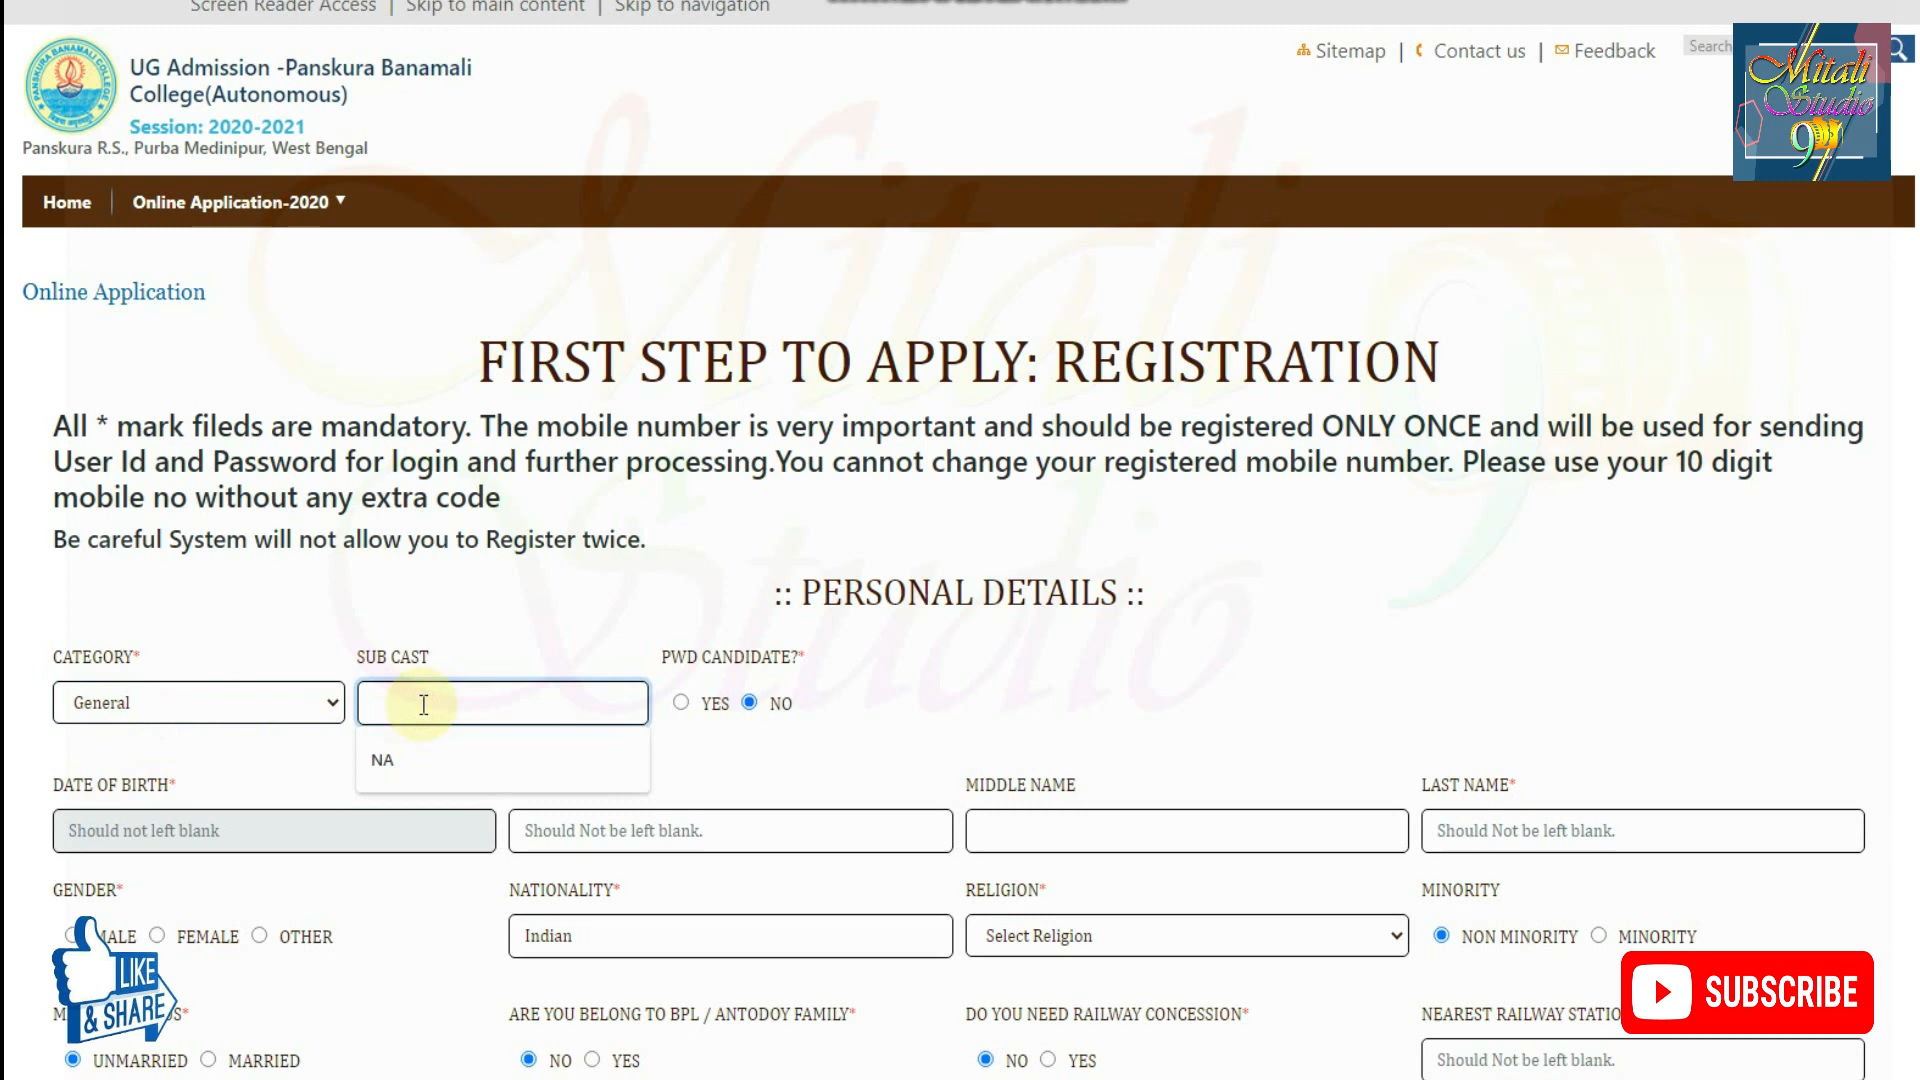 Screen Reader Access | Skip to main content | Skip to navigation
UG Admission -Panskura Banamali
College(Autonomous)
Session: 2020-2021
Panskura R.S., Purba Medinipur, West Bengal
Sitemap | Contact us | Feedback
Search
Mitali
Studio
91
Home
Online Application-2020
Online Application
FIRST STEP TO APPLY: REGISTRATION
All * mark fileds are mandatory. The mobile number is very important and should be registered ONLY ONCE and will be used for sending
User Id and Password for login and further processing.You cannot change your registered mobile number. Please use your 10 digit
mobile no without any extra code
Be careful System will not allow you to Register twice.
:: PERSONAL DETAILS ::
CATEGORY* SUB CAST PWD CANDIDATE?*
General YES NO
NA
DATE OF BIRTH* MIDDLE NAME LAST NAME*
Should not left blank Should Not be left blank. Should Not be left blank.
GENDER* NATIONALITY* RELIGION* MINORITY
MALE FEMALE OTHER Indian Select Religion NON MINORITY MINORITY
LIKE
& SHARE
SUBSCRIBE
ARE YOU BELONG TO BPL / ANTODOY FAMILY* DO YOU NEED RAILWAY CONCESSION* NEAREST RAILWAY STATIO
UNMARRIED MARRIED NO YES NO YES Should Not be left blank.
Mitali
Studio
91